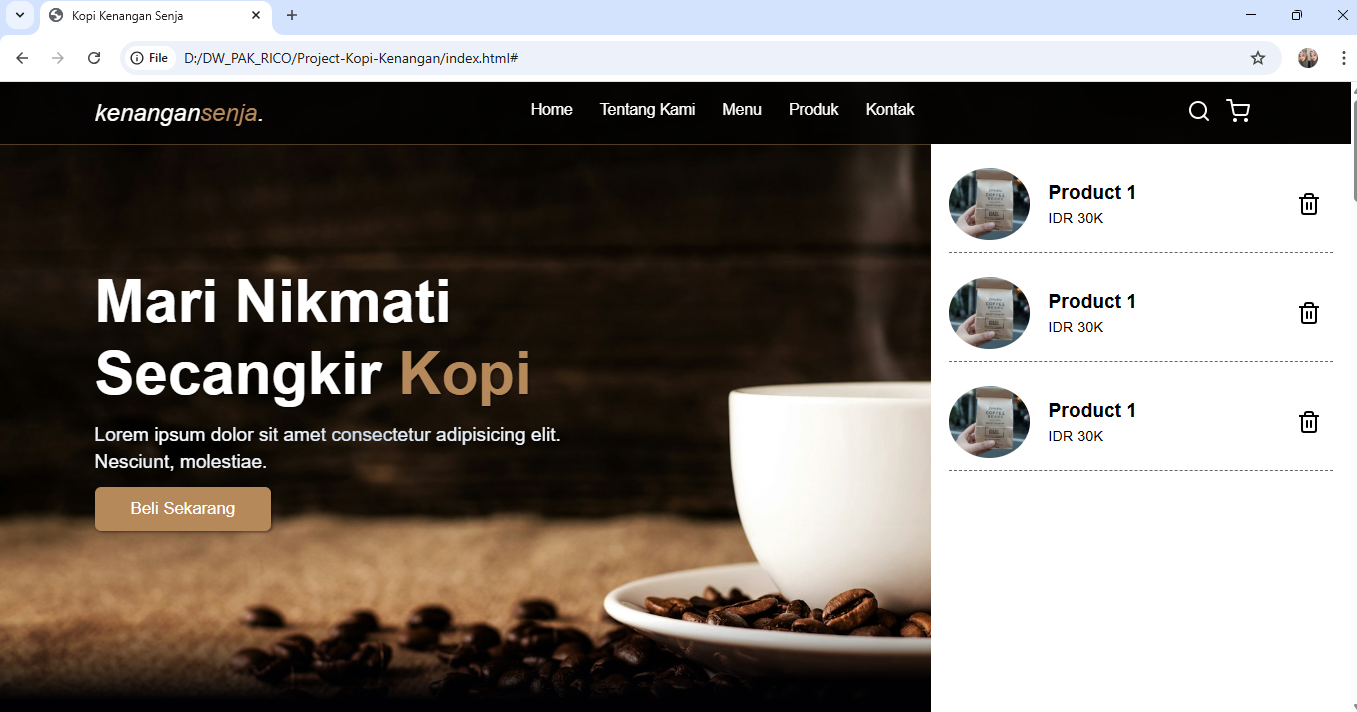 Kopi Kenangan Senja
File
D:/DW_PAK_RICO/Project-Kopi-Kenangan/index.html#
kenangansenja.
Home Tentang Kami Menu Produk Kontak
Mari Nikmati
Secangkir Kopi
Lorem ipsum dolor sit amet consectetur adipisicing elit.
Nesciunt, molestiae.
Beli Sekarang
Product 1
IDR 30K
Product 1
IDR 30K
Product 1
IDR 30K